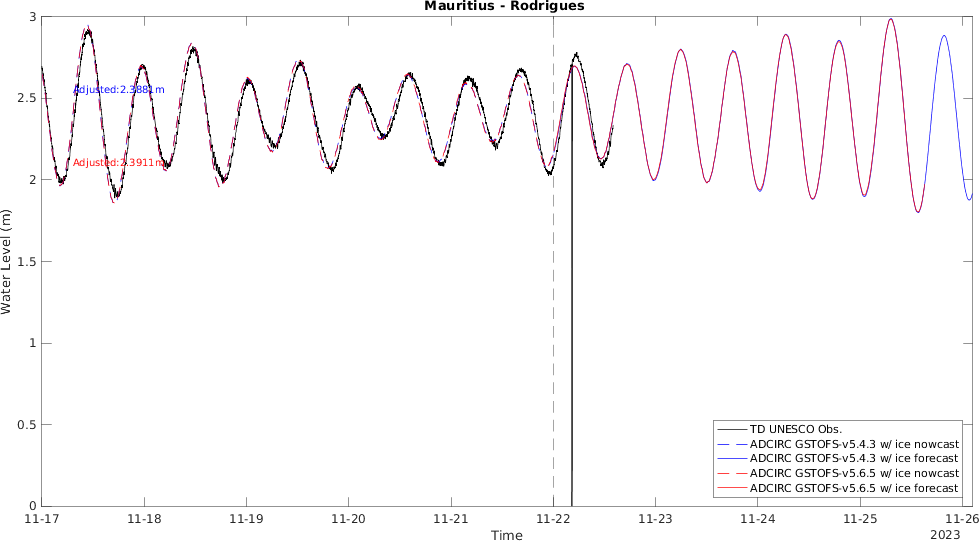 Mauritius - Rodrigues
3
2.5
2
1.5
1
0.5
0
Water Level (m)
Adjusted:2.3881m
Adjusted:2.3911m
TD UNESCO Obs.
ADCIRC GSTOFS-v5.4.3 w/ ice nowcast
ADCIRC GSTOFS-v5.4.3 w/ ice forecast
ADCIRC GSTOFS-v5.6.5 w/ ice nowcast
ADCIRC GSTOFS-v5.6.5 w/ ice forecast
11-17 11-18 11-19 11-20 11-21 11-22 11-23 11-24 11-25 11-26
Time
2023